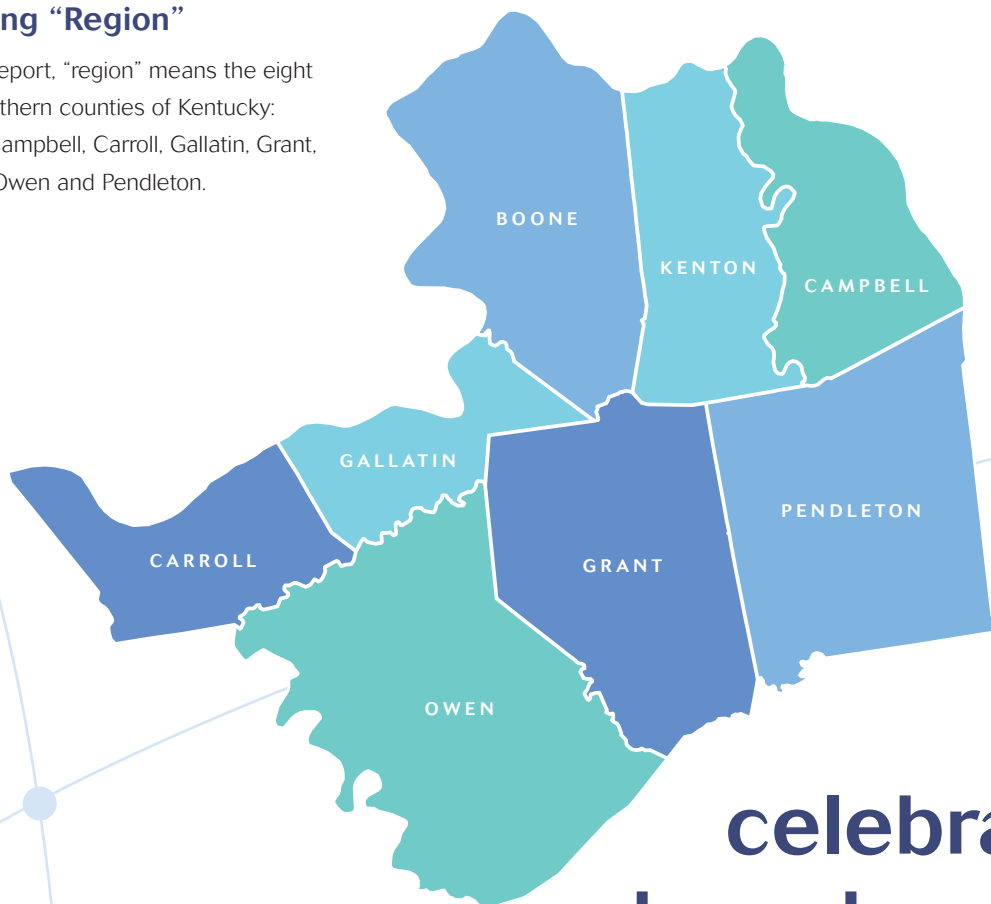 ng “Region”
eport, “region” means the eight
thern counties of Kentucky:
ampbell, Carroll, Gallatin, Grant,
Owen and Pendleton.
BOONE
KENTON
CAMPBELL
GALLATIN
PENDLETON
CARROLL
GRANT
OWEN
celebra